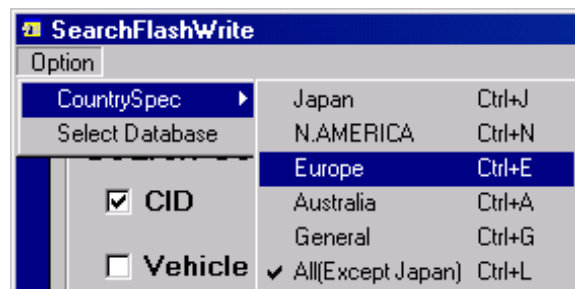 SearchFlashWrite
Option
CountrySpec
Select Database
Japan Ctrl+J
N.AMERICA Ctrl+N
Europe Ctrl+E
Australia Ctrl+A
General Ctrl+G
All(Except Japan) Ctrl+L
CID
Vehicle